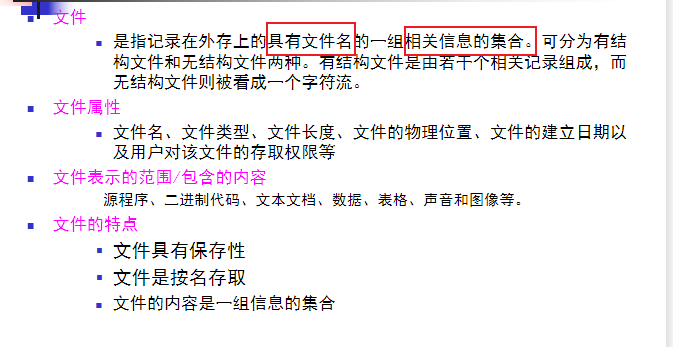 文件
是指记录在外存上的具有文件名的一组相关信息的集合。可分为有结
构文件和无结构文件两种。有结构文件是由若干个相关记录组成，而
无结构文件则被看成一个字符流。
文件属性
文件名、文件类型、文件长度、文件的物理位置、文件的建立日期以
及用户对该文件的存取权限等
文件表示的范围/包含的内容
源程序、二进制代码、文本文档、数据、表格、声音和图像等。
文件的特点
文件具有保存性
文件是按名存取
文件的内容是一组信息的集合